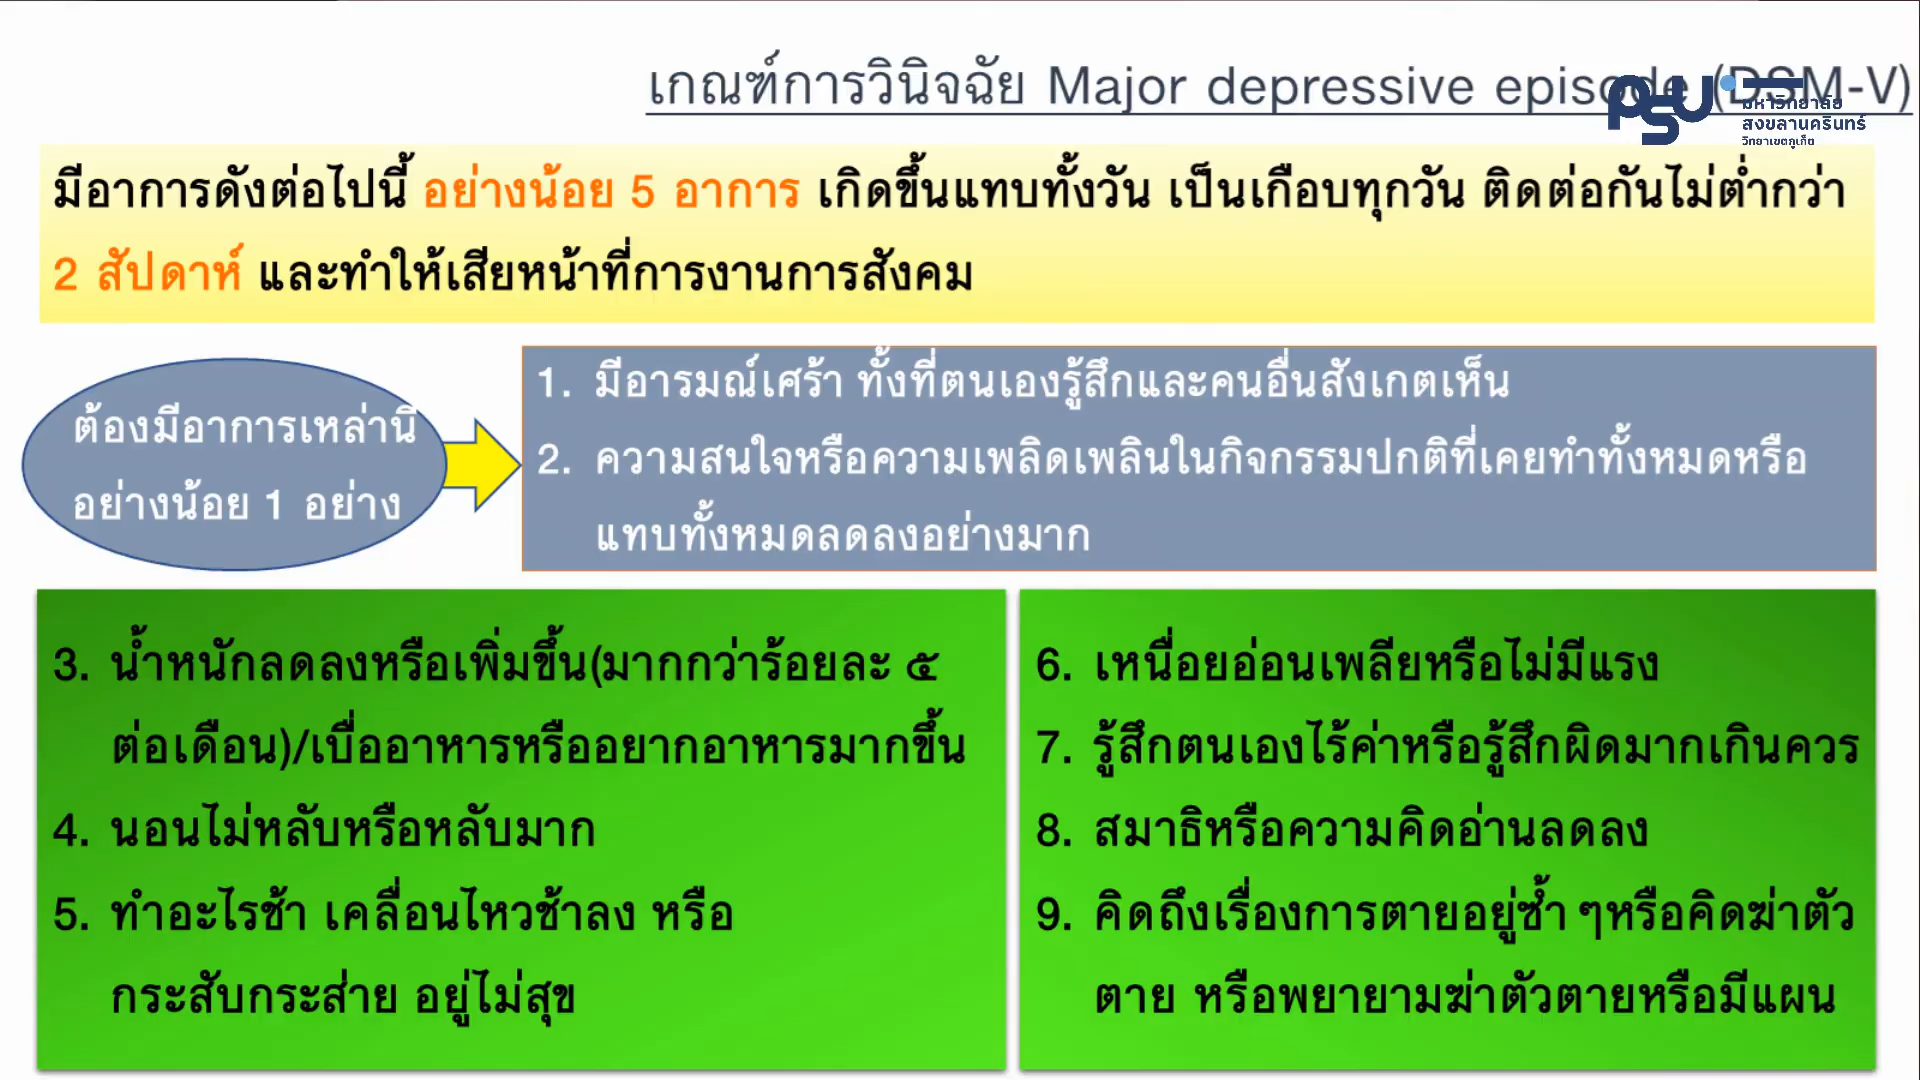 เกณฑ์การวินิจฉัย Major depressive episode (DSM-V)
PSU
มหาวิทยาลัย
สงขลานครินทร์
วิทยาเขตภูเก็ต
มีอาการดังต่อไปนี้ อย่างน้อย 5 อาการ เกิดขึ้นแทบทั้งวัน เป็นเกือบทุกวัน ติดต่อกันไม่ต่ำกว่า
2 สัปดาห์ และทำให้เสียหน้าที่การงานการสังคม
ต้องมีอาการเหล่านี้
อย่างน้อย 1 อย่าง
1. มีอารมณ์เศร้า ทั้งที่ตนเองรู้สึกและคนอื่นสังเกตเห็น
2. ความสนใจหรือความเพลิดเพลินในกิจกรรมปกติที่เคยทำทั้งหมดหรือ
แทบทั้งหมดลดลงอย่างมาก
3. น้ำหนักลดลงหรือเพิ่มขึ้น(มากกว่าร้อยละ ๕
ต่อเดือน)/เบื่ออาหารหรืออยากอาหารมากขึ้น
4. นอนไม่หลับหรือหลับมาก
5. ทำอะไรช้า เคลื่อนไหวช้าลง หรือ
กระสับกระส่าย อยู่ไม่สุข
6. เหนื่อยอ่อนเพลียหรือไม่มีแรง
7. รู้สึกตนเองไร้ค่าหรือรู้สึกผิดมากเกินควร
8. สมาธิหรือความคิดอ่านลดลง
9. คิดถึงเรื่องการตายอยู่ซ้ำ ๆหรือคิดฆ่าตัว
ตาย หรือพยายามฆ่าตัวตายหรือมีแผน